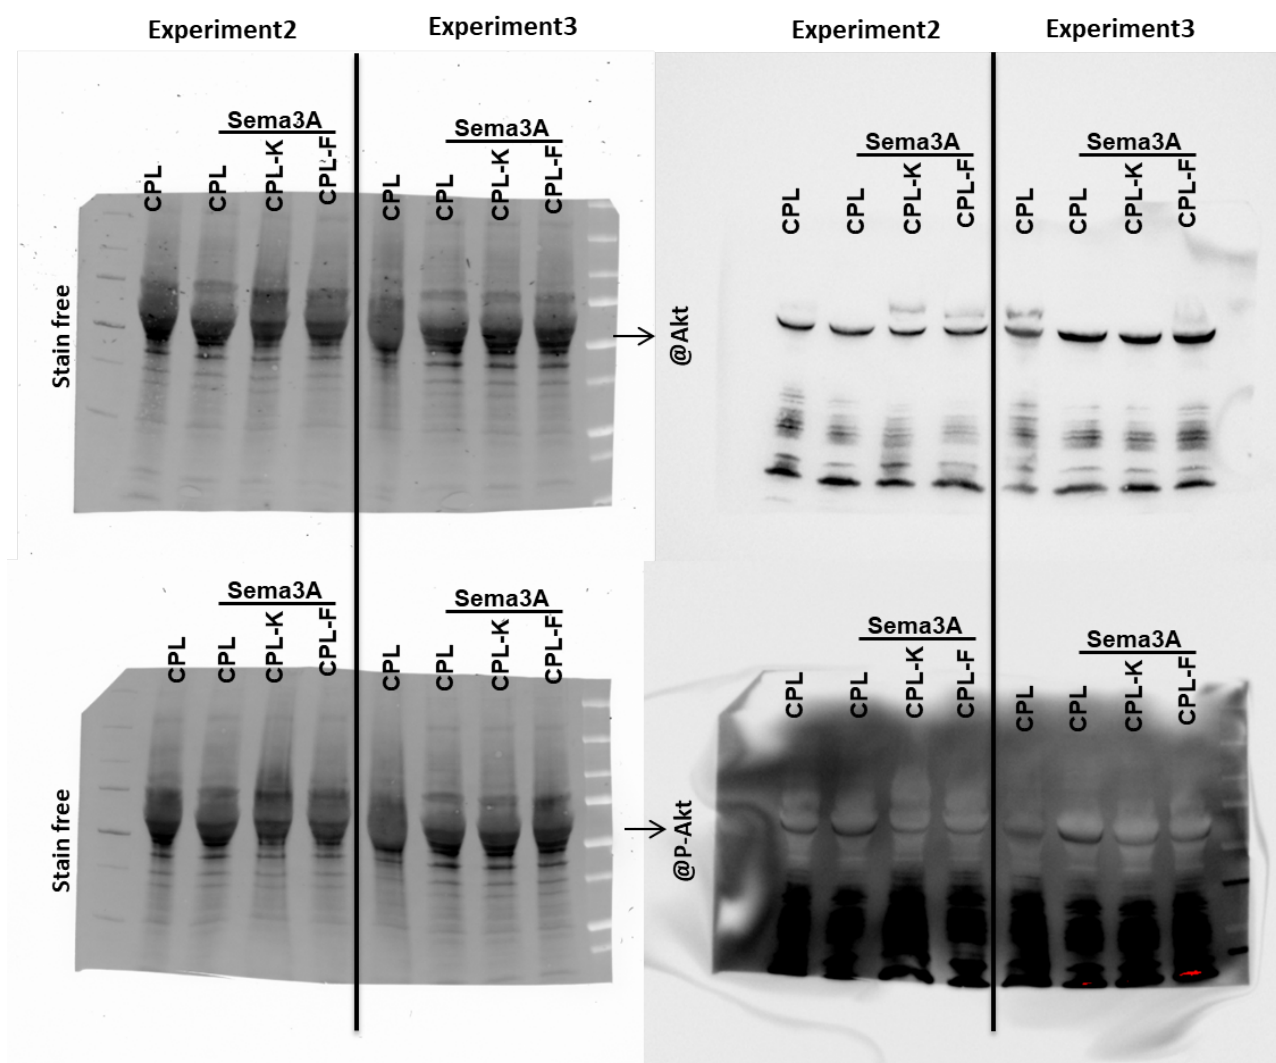 Experiment2 Experiment3 Experiment2 Experiment3
Sema3A Sema3A Sema3A Sema3A
CPL CPL CPL-K CPL-F CPL CPL CPL-K CPL-F CPL CPL CPL-K CPL-F CPL CPL CPL-K CPL-F
Stain free @Akt
Sema3A Sema3A Sema3A Sema3A
CPL CPL CPL-K CPL-F CPL CPL CPL-K CPL-F CPL CPL CPL-K CPL-F CPL CPL CPL-K CPL-F
Stain free @P-Akt